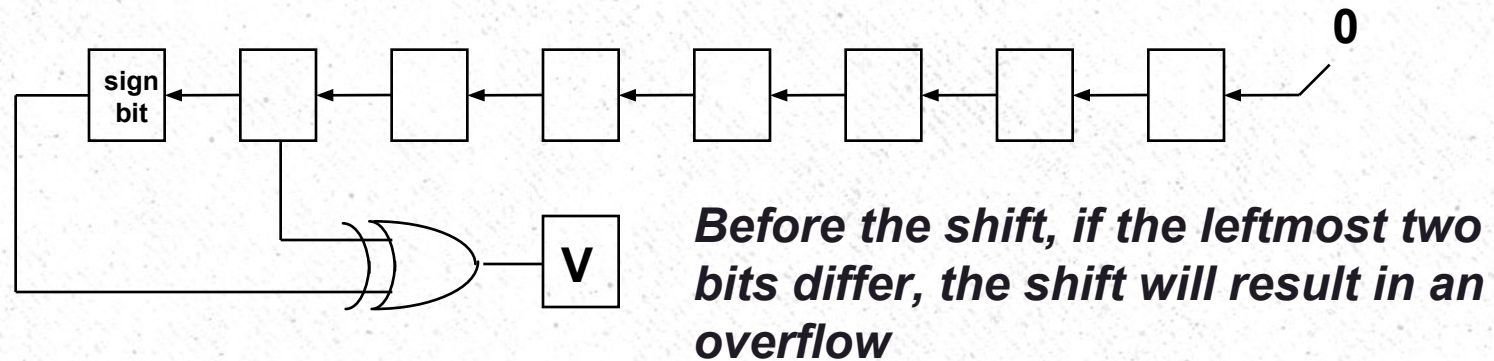 0
sign
bit
V
Before the shift, if the leftmost two
bits differ, the shift will result in an
overflow